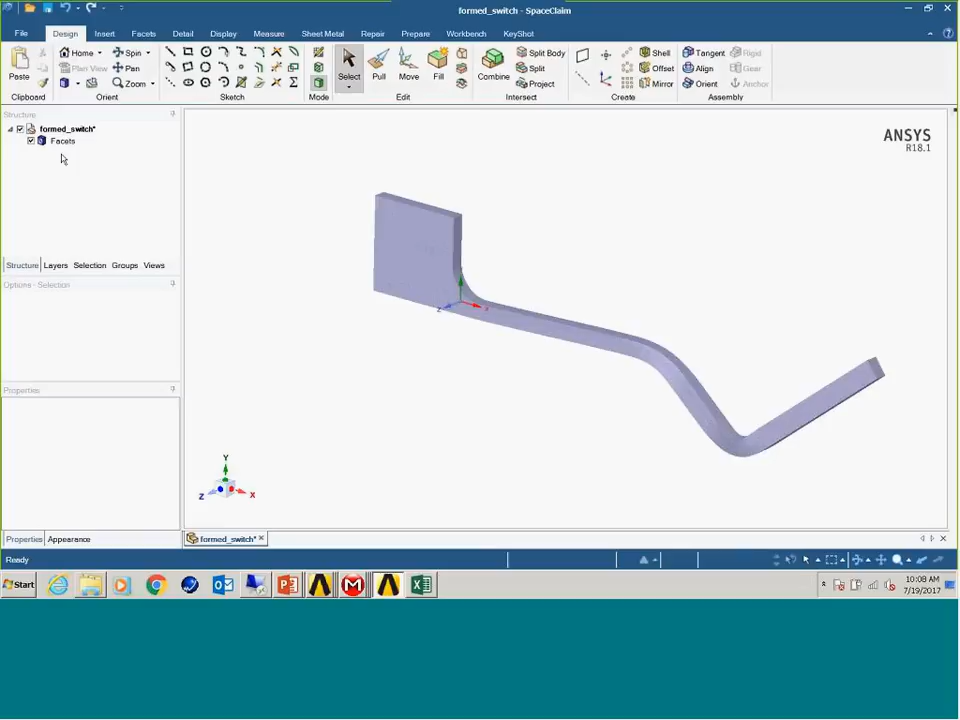 formed_switch - SpaceClaim
File Design Insert Facets Detail Display Measure Sheet Metal Repair Prepare Workbench KeyShot
Home Spin Split Body Shell Tangent Rigid
Plan View Pan Split Offset Align Gear
Paste Zoom Select Pull Move Fill Combine Project Mirror Orient Anchor
Clipboard Orient Sketch Mode Edit Intersect Create Assembly
Structure
formed_switch*
Facets
ANSYS
R18.1
Structure Layers Selection Groups Views
Options - Selection
Z
X
Properties
Y
Z
X
Properties Appearance
formed_switch*
Ready
Start
10:08 AM
7/19/2017